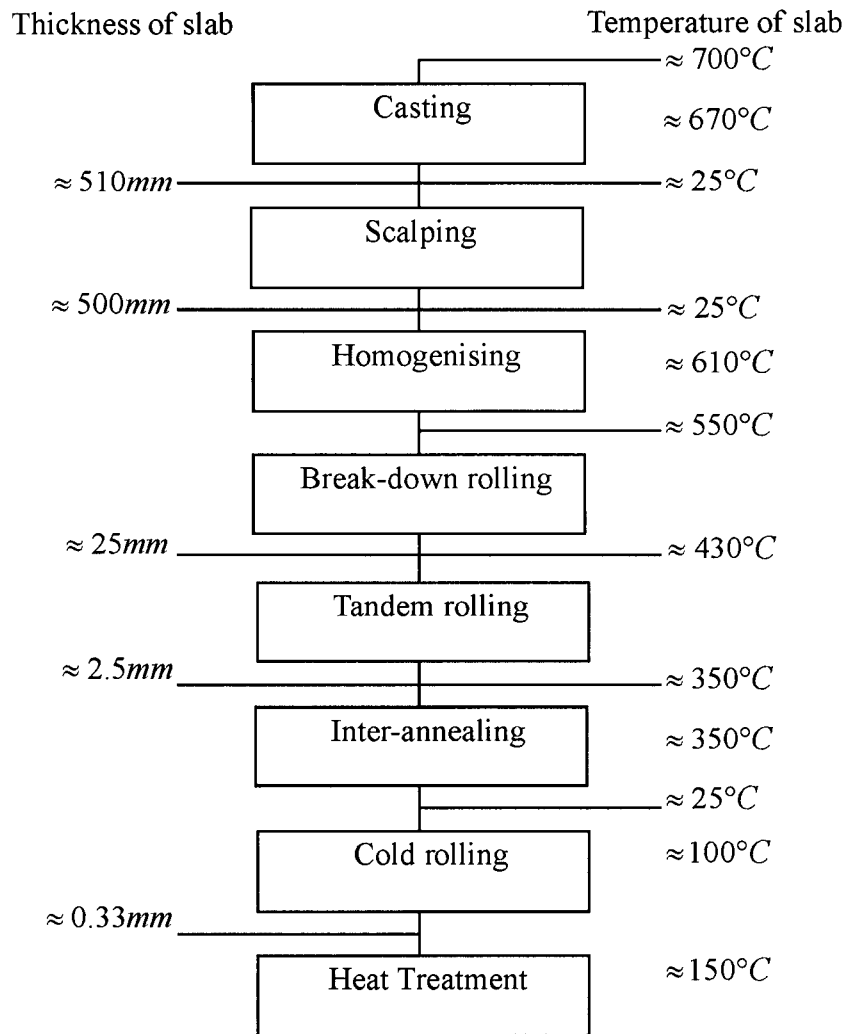 Thickness of slab
Temperature of slab
≈ 700°C
Casting
≈ 670°C
≈ 510mm
≈ 25°C
Scalping
≈ 500mm
≈ 25°C
Homogenising
≈ 610°C
≈ 550°C
Break-down rolling
≈ 25mm
≈ 430°C
Tandem rolling
≈ 2.5mm
≈ 350°C
Inter-annealing
≈ 350°C
≈ 25°C
Cold rolling
≈100°C
≈ 0.33mm
Heat Treatment
≈150°C